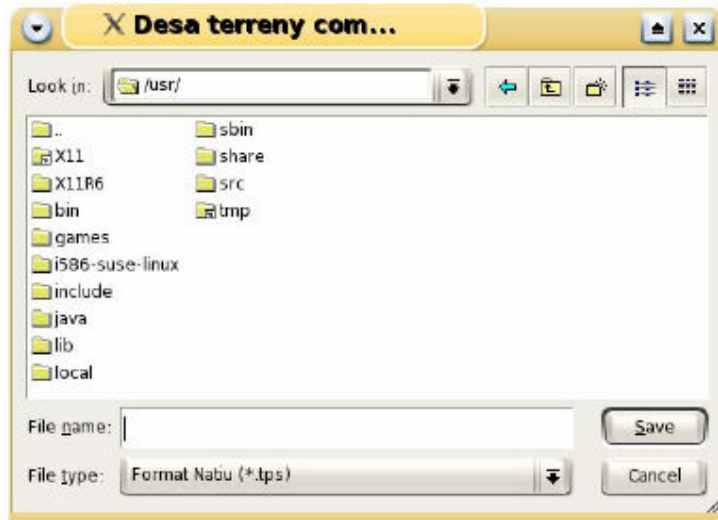 Desa terreny com...
Look in: /usr/
..
X11
X11R6
bin
games
i586-suse-linux
include
java
lib
local
sbin
share
src
tmp
File name:
Save
File type: Format Natiu (*.tps)
Cancel